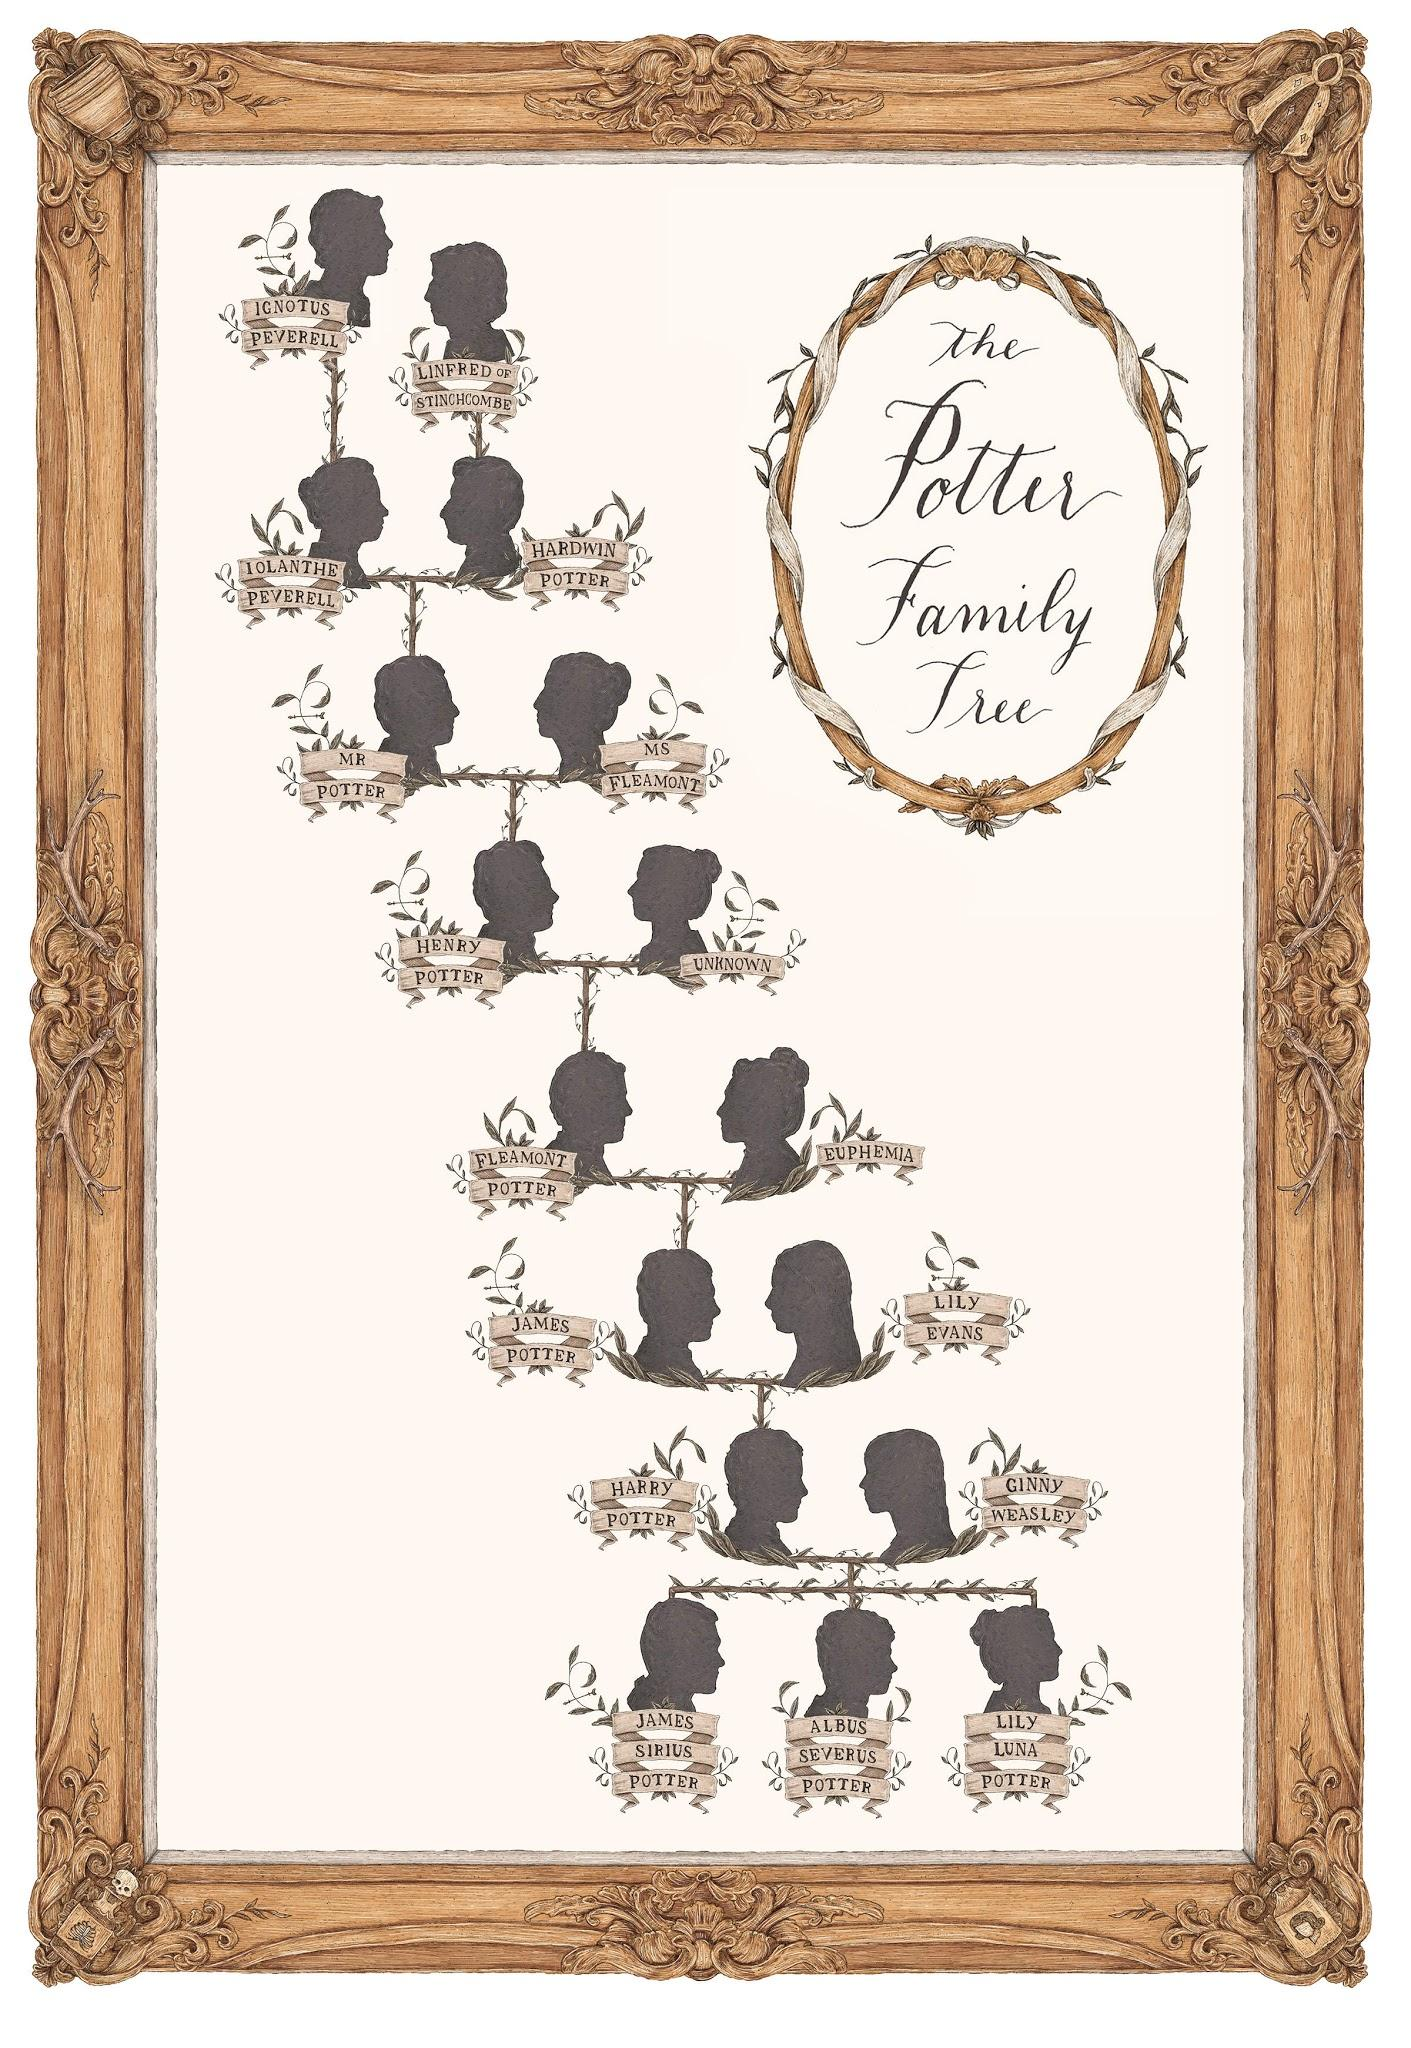 the
Potter
Family
Tree
IGNOTUS
PEVERELL
LINFRED OF
STINCHCOMBE
IOLANTHE
PEVERELL
HARDWIN
POTTER
MR
POTTER
MS
FLEAMONT
HENRY
POTTER
UNKNOWN
FLEAMONT
POTTER
EUPHEMIA
JAMES
POTTER
LILY
EVANS
HARRY
POTTER
GINNY
WEASLEY
JAMES
SIRIUS
POTTER
ALBUS
SEVERUS
POTTER
LILY
LUNA
POTTER